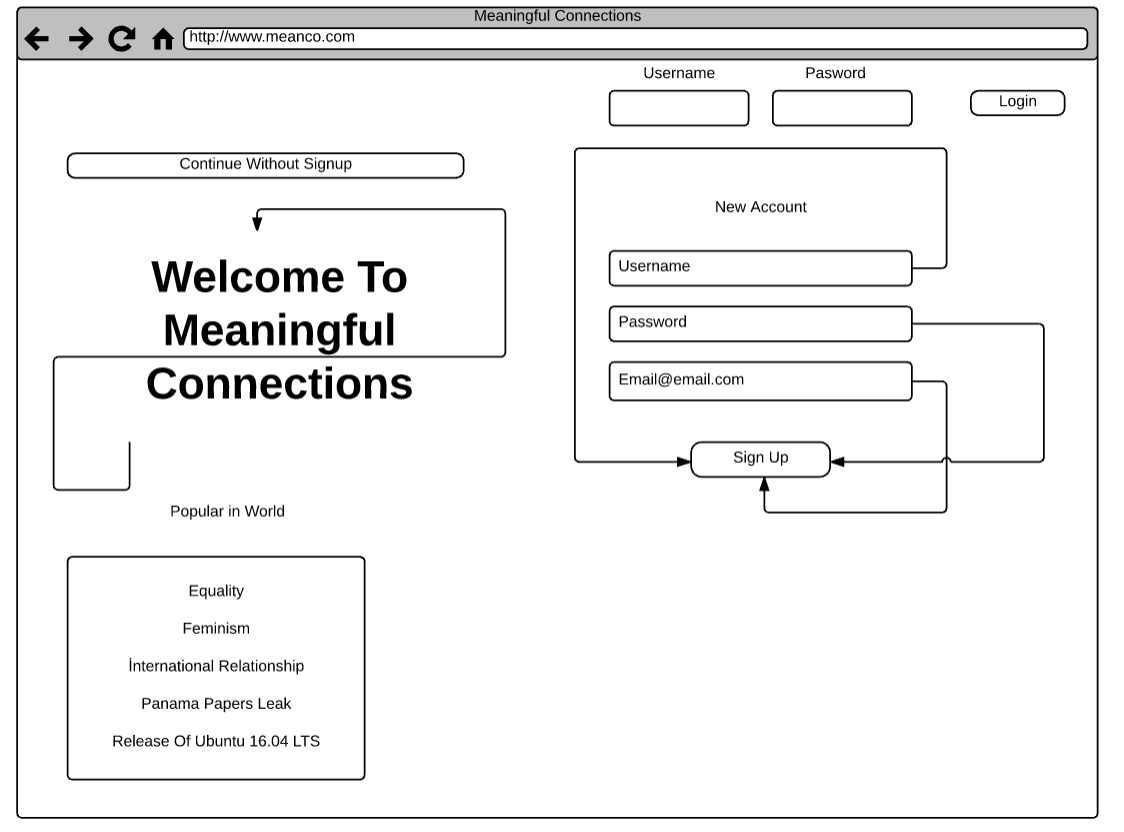 Meaningful Connections
http://www.meanco.com
Username
Pasword
Login
Continue Without Signup
Welcome To
Meaningful
Connections
New Account
Username
Password
Email@email.com
Sign Up
Popular in World
Equality
Feminism
İnternational Relationship
Panama Papers Leak
Release Of Ubuntu 16.04 LTS